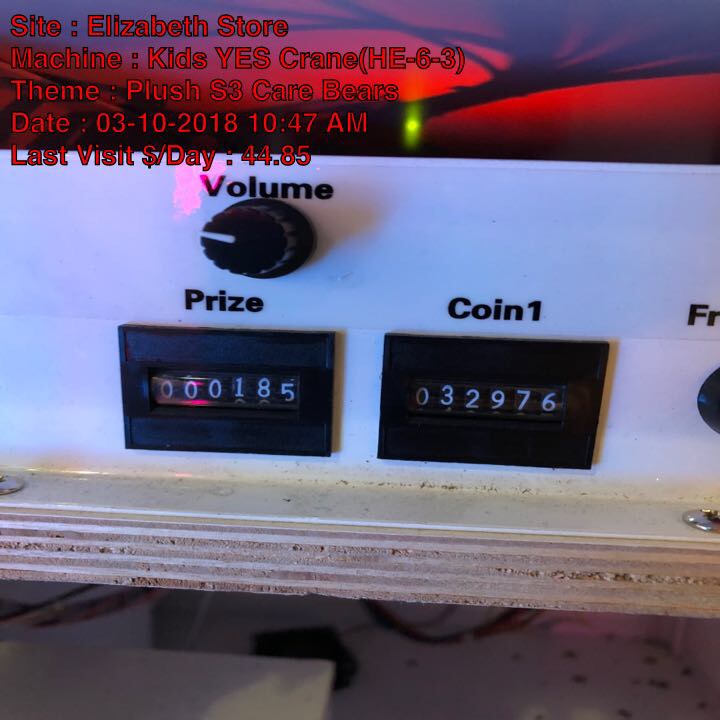 Site : Elizabeth Store
Machine : Kids YES Crane(HE-6-3)
Theme : Plush S3 Care Bears
Date : 03-10-2018 10:47 AM
Last Visit $/Day : 44.85
Volume
Prize
Coin1
Fr
000185
032976